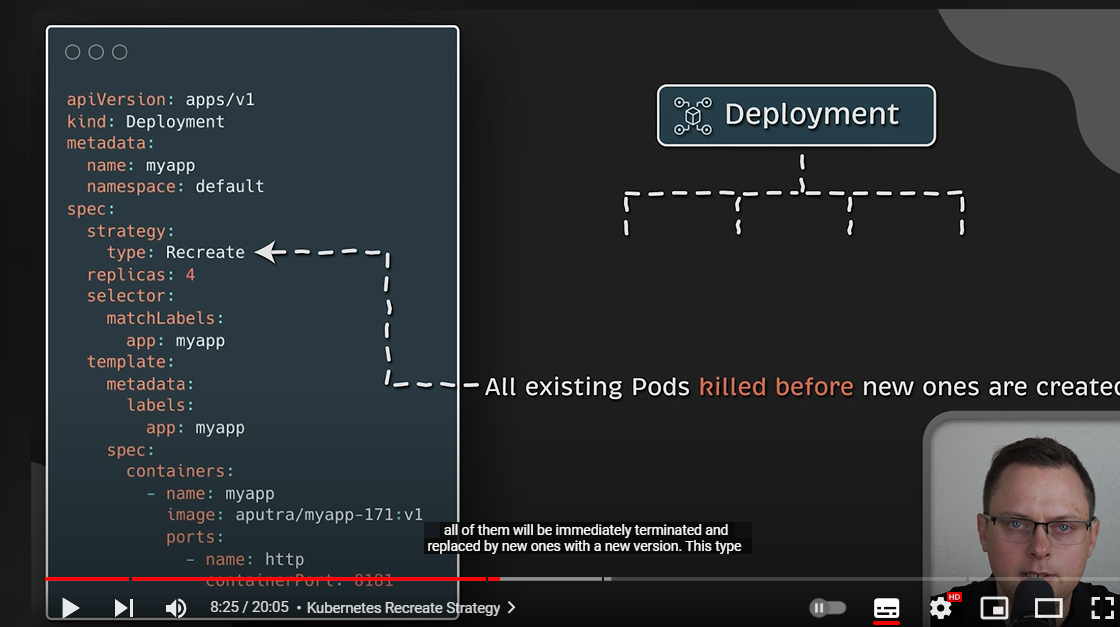 apiVersion: apps/v1
kind: Deployment
metadata:
  name: myapp
  namespace: default
spec:
  strategy:
    type: Recreate
  replicas: 4
  selector:
    matchLabels:
      app: myapp
  template:
    metadata:
      labels:
        app: myapp
    spec:
      containers:
        - name: myapp
          image: aputra/myapp-171:v1
          ports:
            - name: http
              containerPort: 8181
Deployment
All existing Pods killed before new ones are created
all of them will be immediately terminated and
replaced by new ones with a new version. This type
8:25 / 20:05 • Kubernetes Recreate Strategy
HD